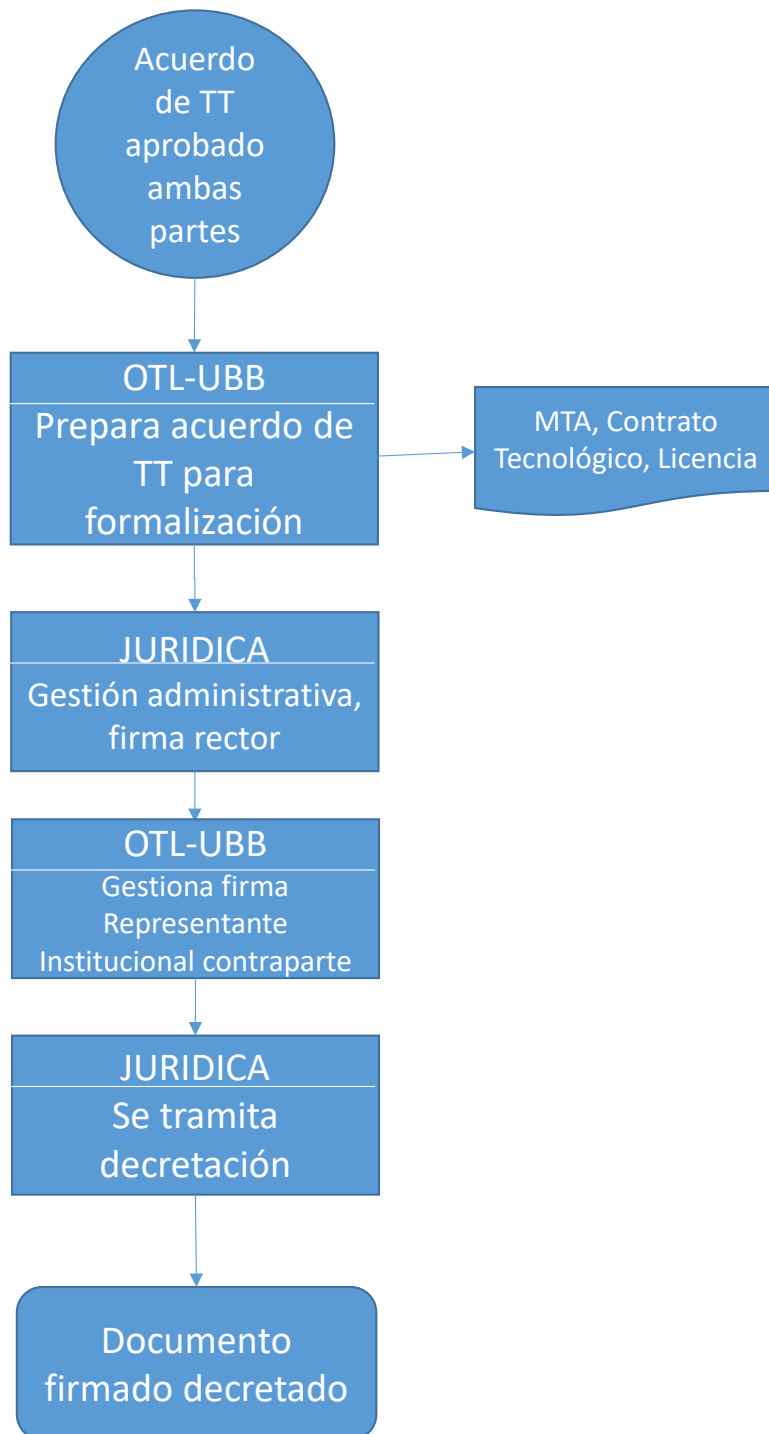 Acuerdo
de TT
aprobado
ambas
partes
OTL-UBB
Prepara acuerdo de
TT para
formalización
MTA, Contrato
Tecnológico, Licencia
JURIDICA
Gestión administrativa,
firma rector
OTL-UBB
Gestiona firma
Representante
Institucional contraparte
JURIDICA
Se tramita
decretación
Documento
firmado decretado